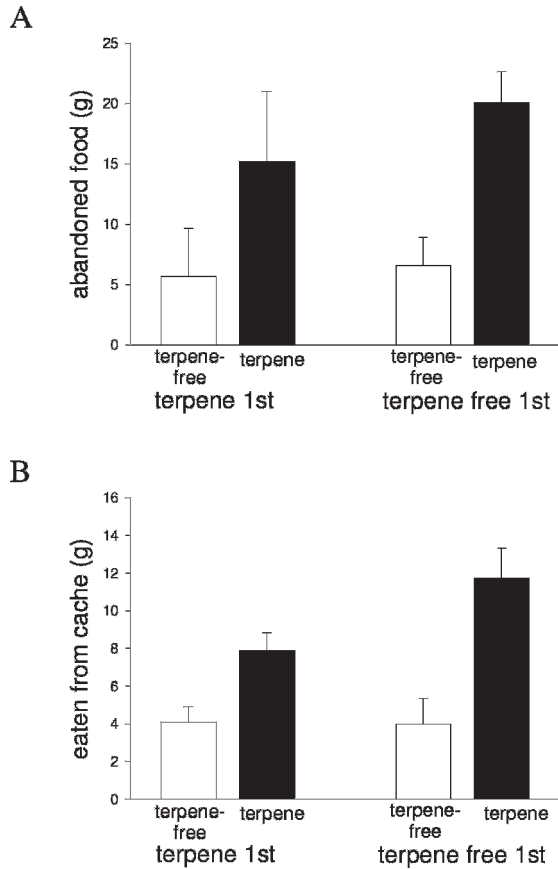 A
abandoned food (g)
25
20
15
10
5
0
terpene- terpene terpene- terpene
free free
terpene 1st terpene free 1st
B
eaten from cache (g)
16
14
12
10
8
6
4
2
0
terpene- terpene terpene- terpene
free free
terpene 1st terpene free 1st